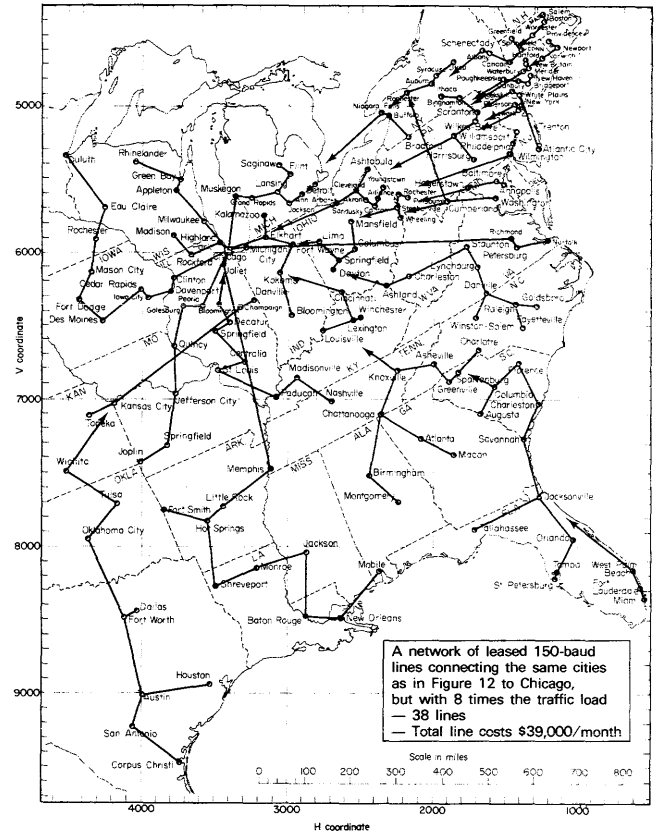 Salem
Boston
Worcester
Providence
Newport
Greenfield
N H
Schenectady
Albany
Hartford
New Britain
Waterbury
Meriden
New Haven
Bridgeport
White Plains
New York
Poughkeepsie
Syracuse
Utica
Auburn
Ithaca
Binghamton
Scranton
Wilkes Barre
Trenton
Rochester
Niagara Falls
Buffalo
Williamsport
Philadelphia
Atlantic City
Wilmington
Bradford
Harrisburg
Baltimore
Annapolis
Washington
Cumberland
5000
Duluth
Rhinelander
Green Bay
Appleton
Saginaw
Flint
Ashtabula
Muskegon
Lansing
Detroit
Cleveland
Youngstown
Grand Rapids
Ann Arbor
Jackson
Sandusky
Wheeling
Kalamazoo
Mansfield
Eau Claire
Milwaukee
Rochester
Madison
Highland
MICH
OHIO
Elkhart
Lima
Columbus
Richmond
Norfolk
6000
IOWA
WIS
ILL
Rockford
Chicago
Michigan City
Fort Wayne
Springfield
Staunton
Petersburg
Mason City
Joliet
Dayton
Lynchburg
Clinton
Kokomo
Charleston
Cedar Rapids
Iowa City
Davenport
Danville
Cincinnati
Ashland
W VA
Danville
Goldsboro
Fort Dodge
Peoria
Champaign
Galesburg
Bloomington
Bloomington
Winchester
Raleigh
Fayetteville
Des Moines
Decatur
Lexington
Winston-Salem
Springfield
Louisville
Charlotte
MO
Quincy
Centralia
IND
KY
TENN
Asheville
SC
St Louis
Madisonville
Knoxville
Spartanburg
Florence
KAN
Kansas City
Jefferson City
Paducah
Nashville
Greenville
Columbia
7000
Topeka
Chattanooga
GA
Augusta
Charleston
Springfield
ALA
Atlanta
Savannah
Joplin
ARK
MISS
Macon
Wichita
OKLA
Memphis
Birmingham
Tulsa
Little Rock
Fort Smith
Montgomery
Jacksonville
Oklahoma City
Hot Springs
Tallahassee
Orlando
8000
Jackson
LA
Monroe
Mobile
Tampa
West Palm Beach
Shreveport
St Petersburg
Fort Lauderdale
Miami
Dallas
Fort Worth
Baton Rouge
New Orleans
Houston
9000
Austin
San Antonio
Corpus Christi
V coordinate
A network of leased 150-baud
lines connecting the same cities
as in Figure 12 to Chicago,
but with 8 times the traffic load
— 38 lines
— Total line costs $39,000/month
Scale in miles
0 100 200 300 400 500 600 700 800
4000 3000 2000 1000
H coordinate